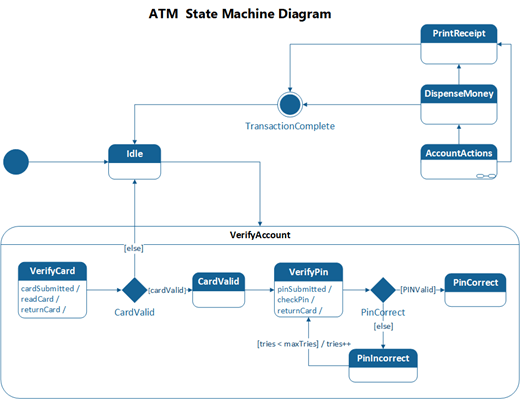 ATM State Machine Diagram
PrintReceipt
DispenseMoney
TransactionComplete
AccountActions
Idle
VerifyAccount
[else]
VerifyCard
cardSubmitted /
readCard /
returnCard /
CardValid
[cardValid]
CardValid
VerifyPin
pinSubmitted /
checkPin /
returnCard /
PinCorrect
[PINValid]
PinCorrect
[else]
[tries < maxTries] / tries++
PinIncorrect